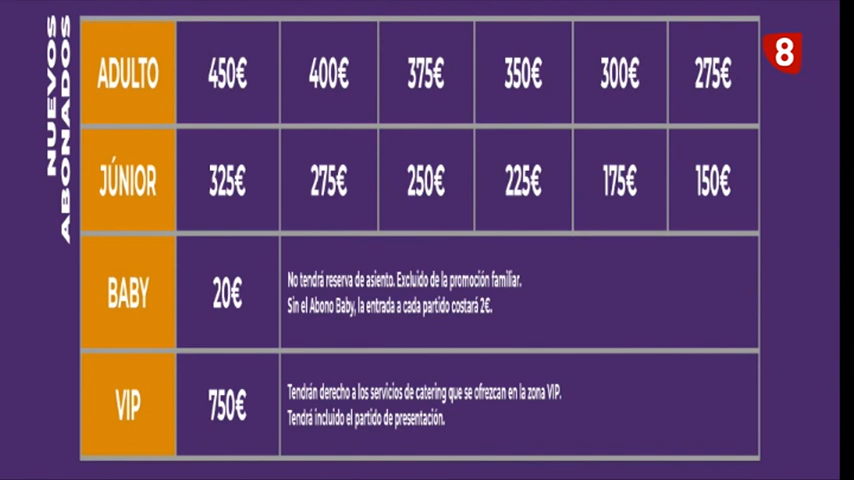 NUEVOS
ABONADOS
8
ADULTO 450€ 400€ 375€ 350€ 300€ 275€
JÚNIOR 325€ 275€ 250€ 225€ 175€ 150€
BABY 20€
No tendrá reserva de asiento. Excluido de la promoción familiar.
Sin el Abono Baby, la entrada a cada partido costará 2€.
VIP 750€
Tendrán derecho a los servicios de catering que se ofrezcan en la zona VIP.
Tendrá incluido el partido de presentación.